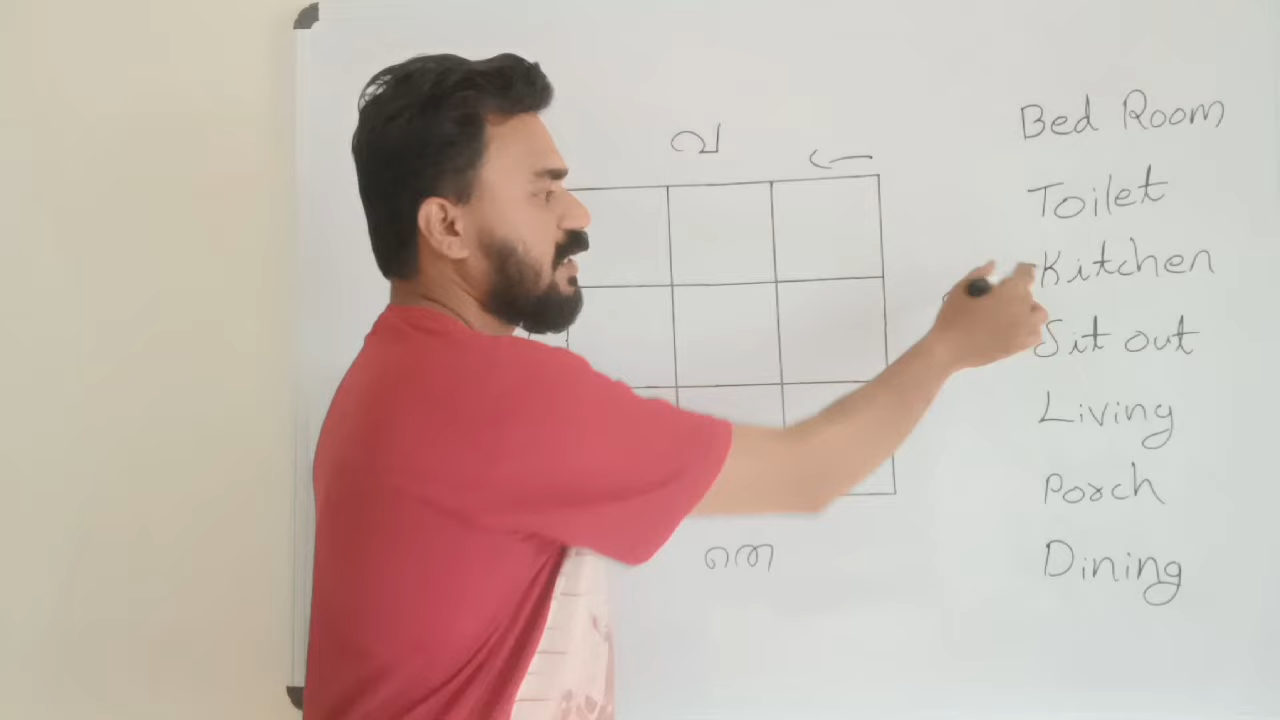 വ
Bed Room
Toilet
Kitchen
Sit out
Living
Porch
Dining
തെ